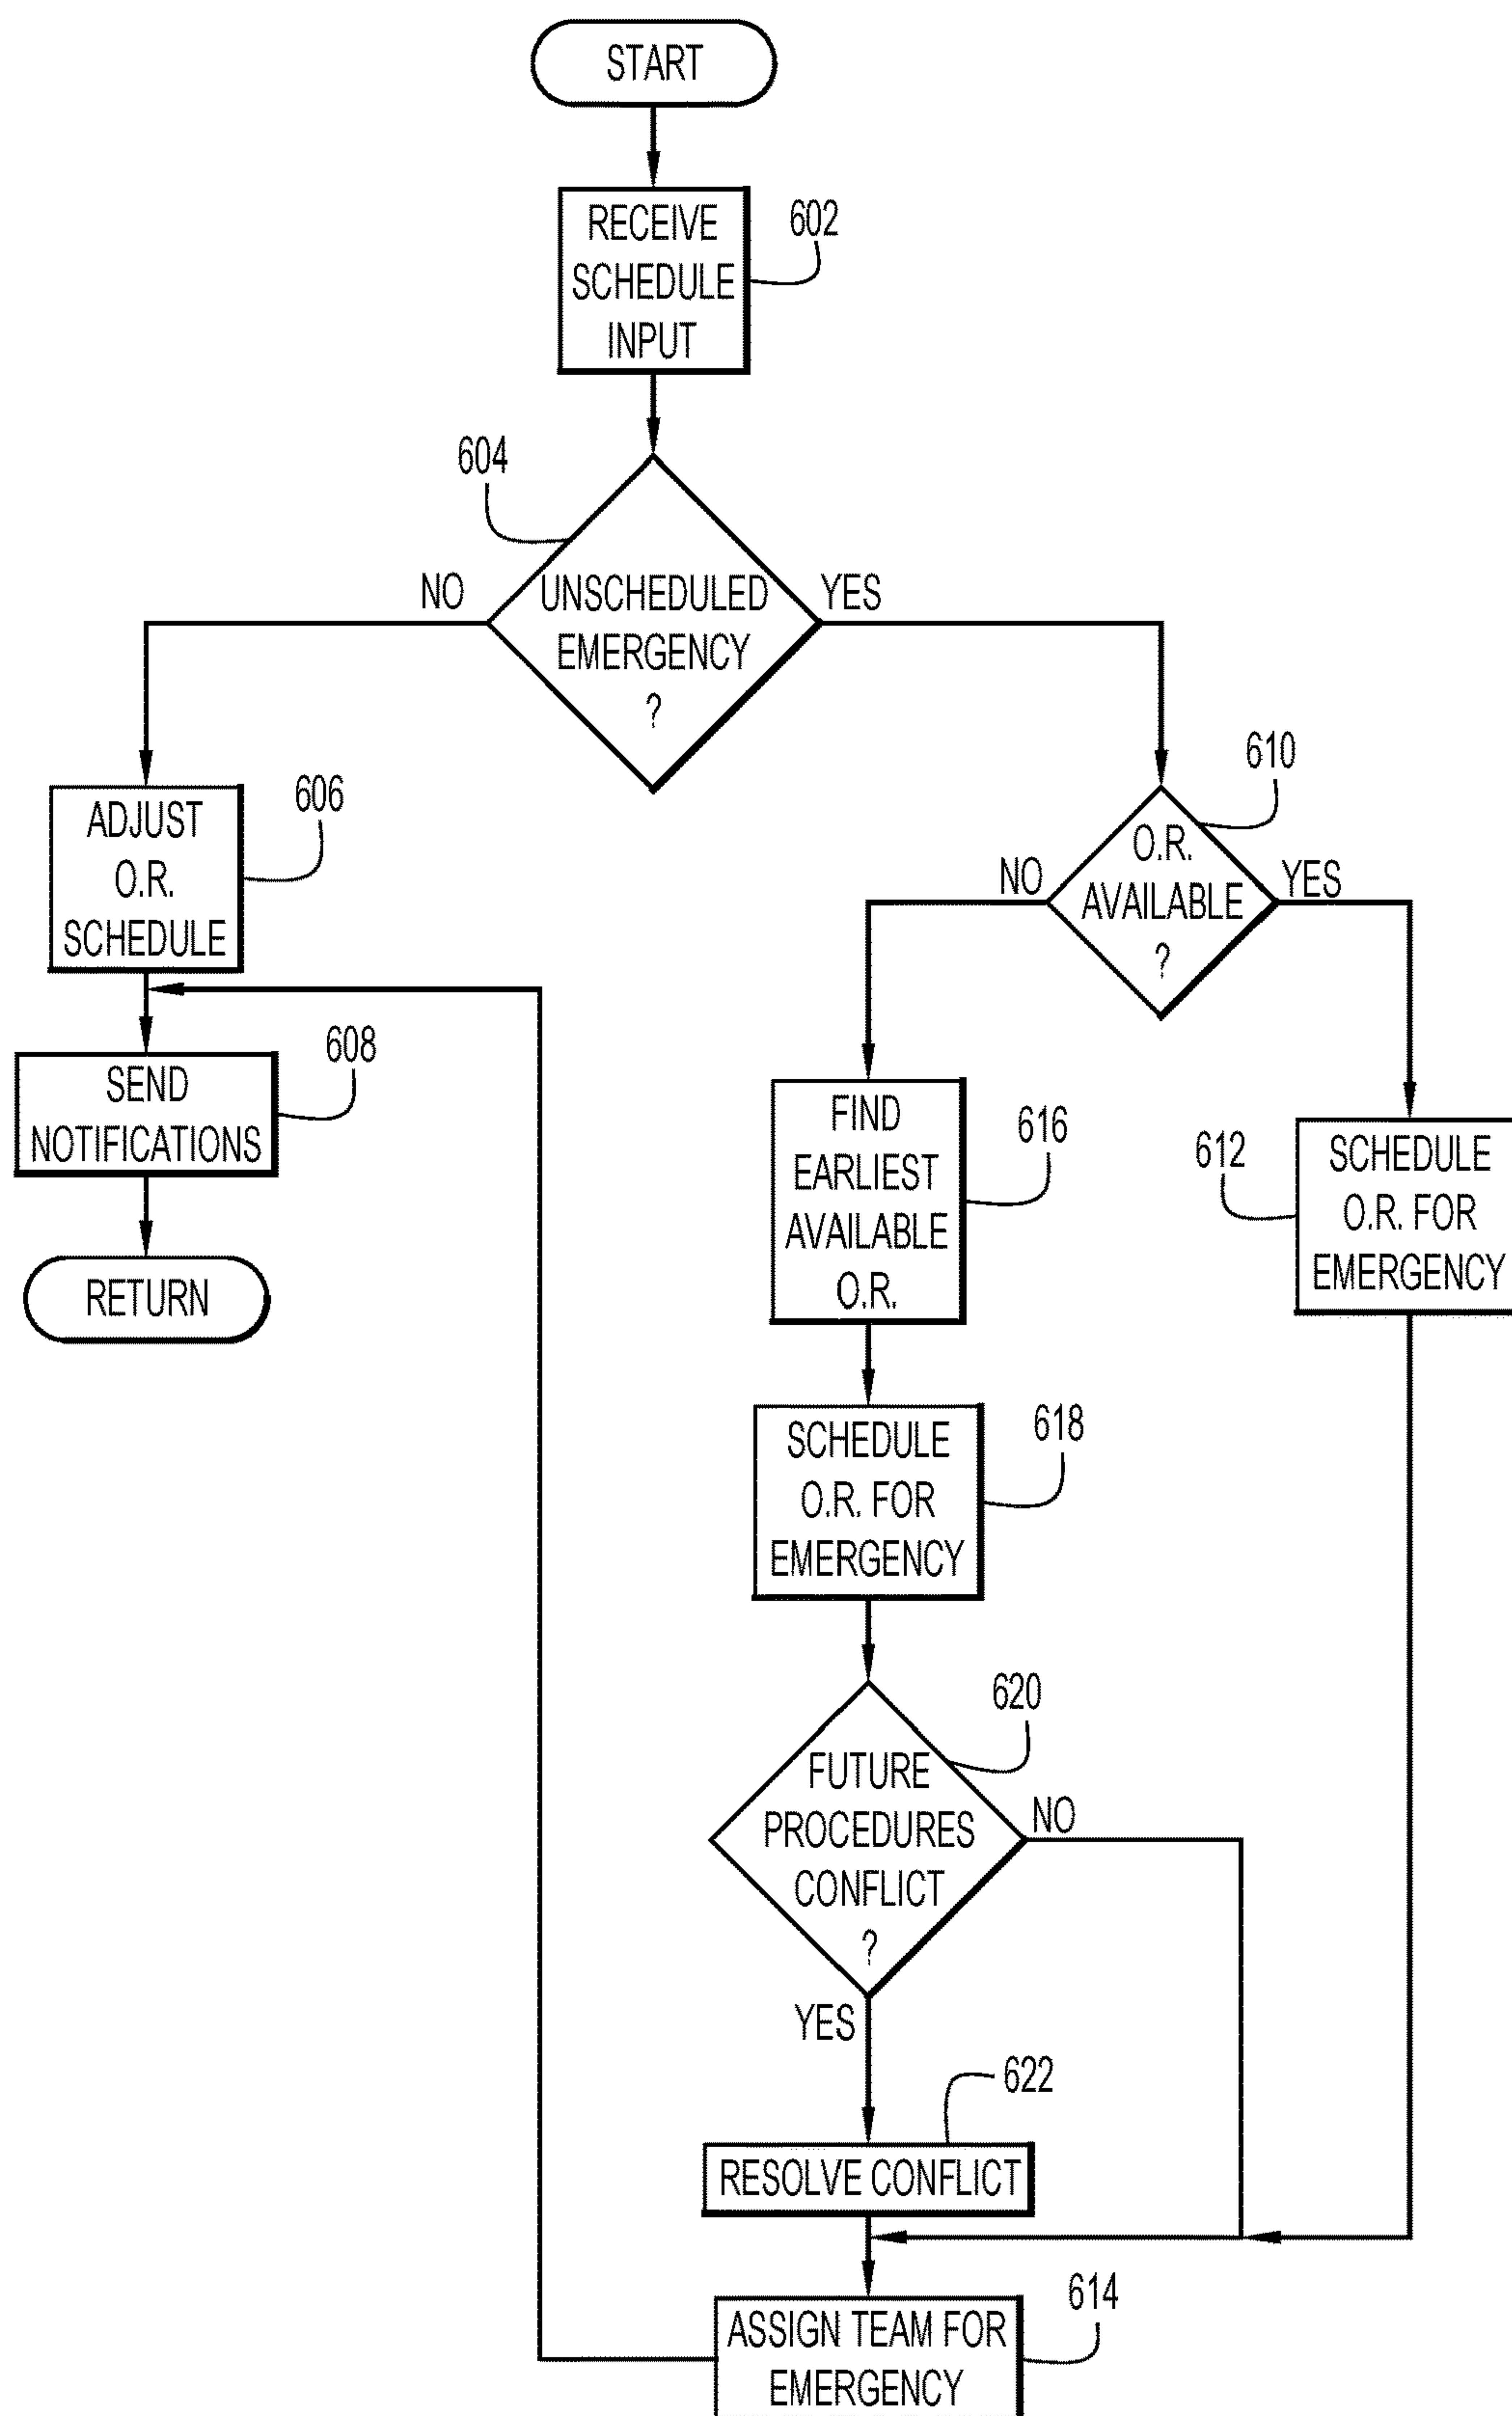 START
RECEIVE
SCHEDULE
INPUT
602
604
UNSCHEDULED
EMERGENCY
?
NO
YES
ADJUST
O.R.
SCHEDULE
606
SEND
NOTIFICATIONS
608
RETURN
610
O.R.
AVAILABLE
?
NO
YES
FIND
EARLIEST
AVAILABLE
O.R.
616
612
SCHEDULE
O.R. FOR
EMERGENCY
SCHEDULE
O.R. FOR
EMERGENCY
618
620
FUTURE
PROCEDURES
CONFLICT
?
NO
YES
622
RESOLVE CONFLICT
614
ASSIGN TEAM FOR
EMERGENCY